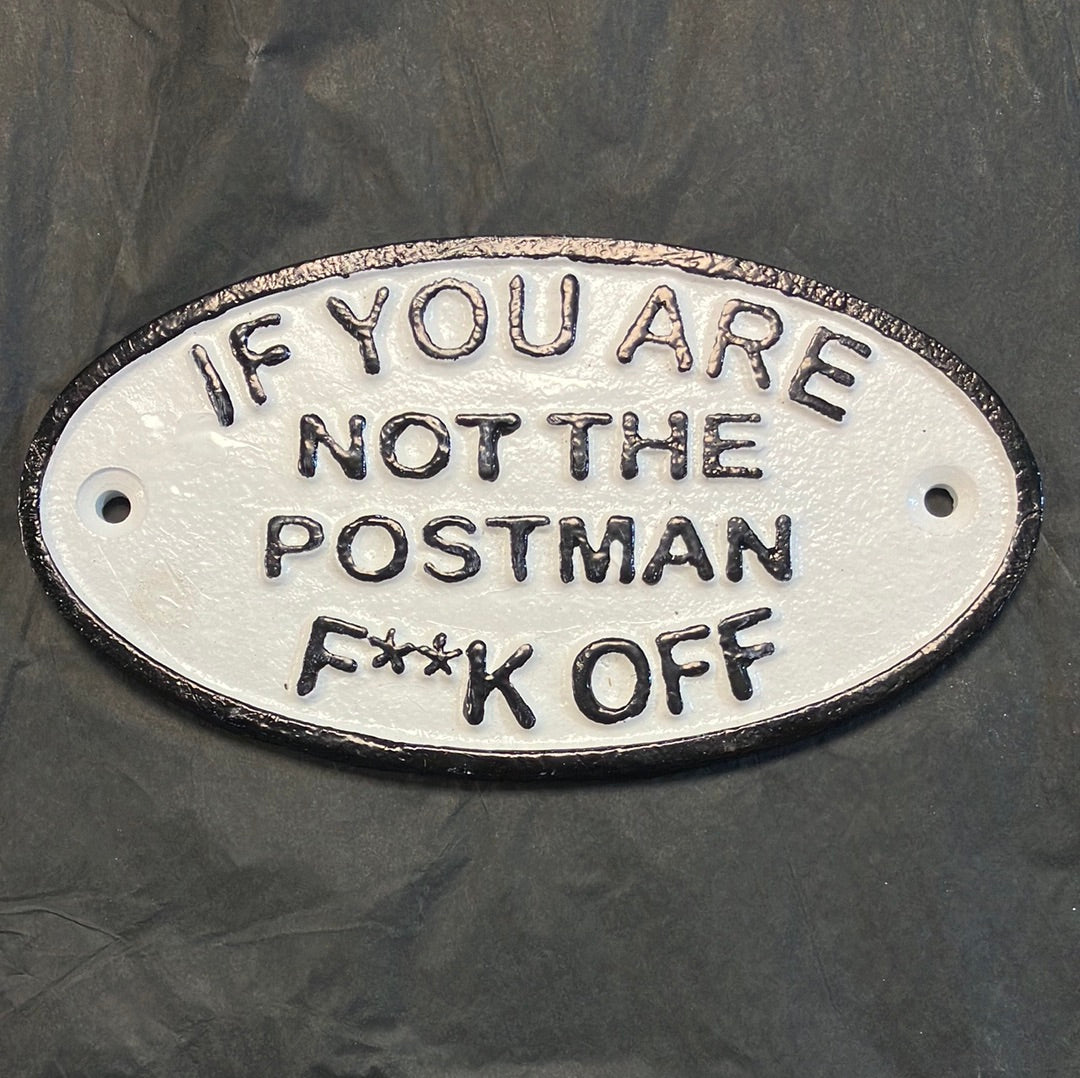 IF YOU ARE
NOT THE
POSTMAN
F**K OFF